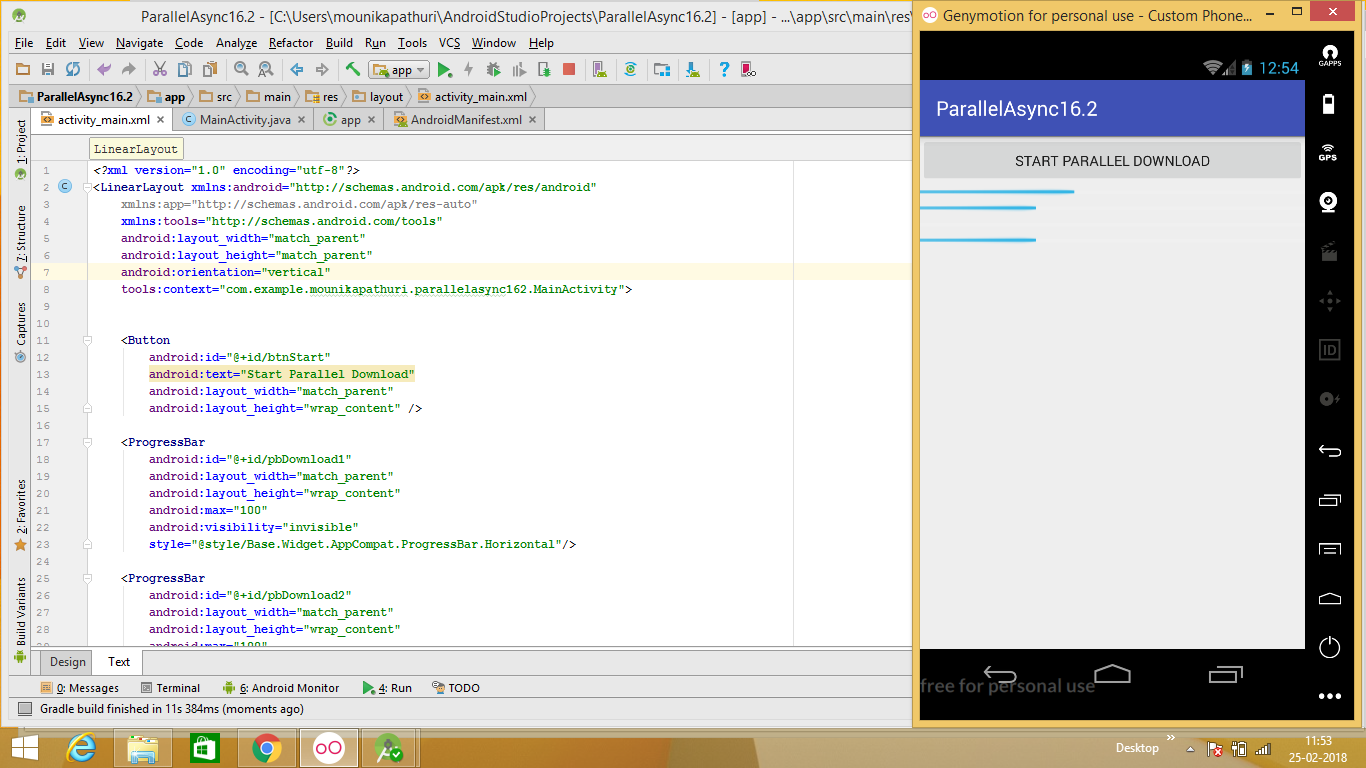 ParallelAsync16.2 - [C:\Users\mounikapathuri\AndroidStudioProjects\ParallelAsync16.2] - [app] - ...\app\src\main\res\
File Edit View Navigate Code Analyze Refactor Build Run Tools VCS Window Help
app
ParallelAsync16.2 app src main res layout activity_main.xml
activity_main.xml MainActivity.java app AndroidManifest.xml
LinearLayout
1 <?xml version="1.0" encoding="utf-8"?>
2 <LinearLayout xmlns:android="http://schemas.android.com/apk/res/android"
3 xmlns:app="http://schemas.android.com/apk/res-auto"
4 xmlns:tools="http://schemas.android.com/tools"
5 android:layout_width="match_parent"
6 android:layout_height="match_parent"
7 android:orientation="vertical"
8 tools:context="com.example.mounikapathuri.parallelasync162.MainActivity">
9
10
11 <Button
12 android:id="@+id/btnStart"
13 android:text="Start Parallel Download"
14 android:layout_width="match_parent"
15 android:layout_height="wrap_content" />
16
17 <ProgressBar
18 android:id="@+id/pbDownload1"
19 android:layout_width="match_parent"
20 android:layout_height="wrap_content"
21 android:max="100"
22 android:visibility="invisible"
23 style="@style/Base.Widget.AppCompat.ProgressBar.Horizontal"/>
24
25 <ProgressBar
26 android:id="@+id/pbDownload2"
27 android:layout_width="match_parent"
28 android:layout_height="wrap_content"
android:max="100"
1: Project
7: Structure
Captures
2: Favorites
Build Variants
Design Text
0: Messages Terminal 6: Android Monitor 4: Run TODO
Gradle build finished in 11s 384ms (moments ago)
Genymotion for personal use - Custom Phone...
12:54
ParallelAsync16.2
START PARALLEL DOWNLOAD
free for personal use
GAPPS
GPS
ID
Desktop
11:53
25-02-2018